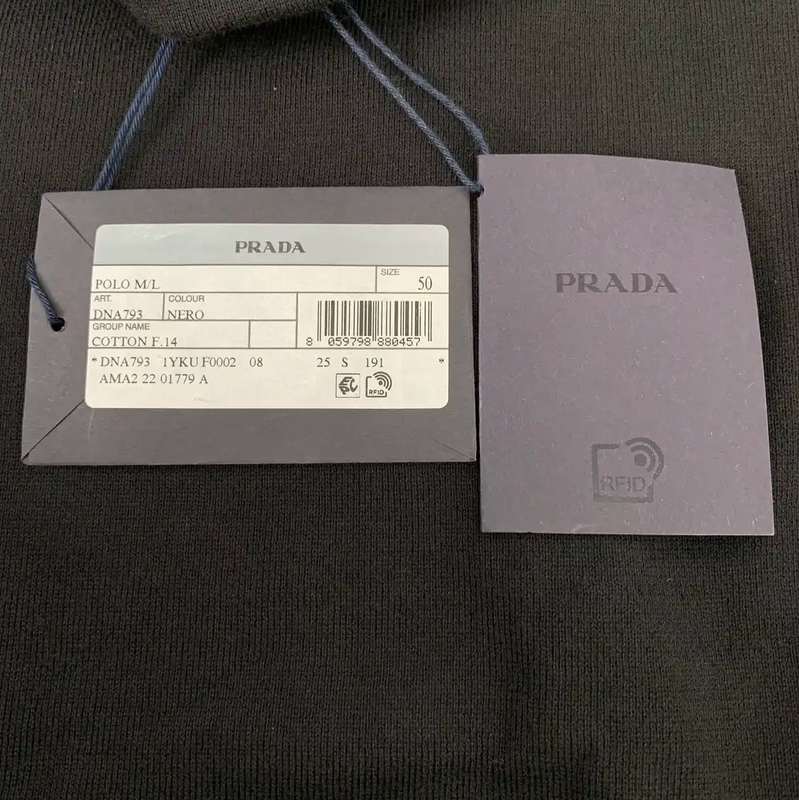 PRADA
POLO M/L
SIZE
50
ART.
DNA793
COLOUR
NERO
GROUP NAME
COTTON F.14
8 059798 880457
* DNA793 1YKU F0002 08 25 S 191 *
AMA2 22 01779 A
RFID
PRADA
RFID